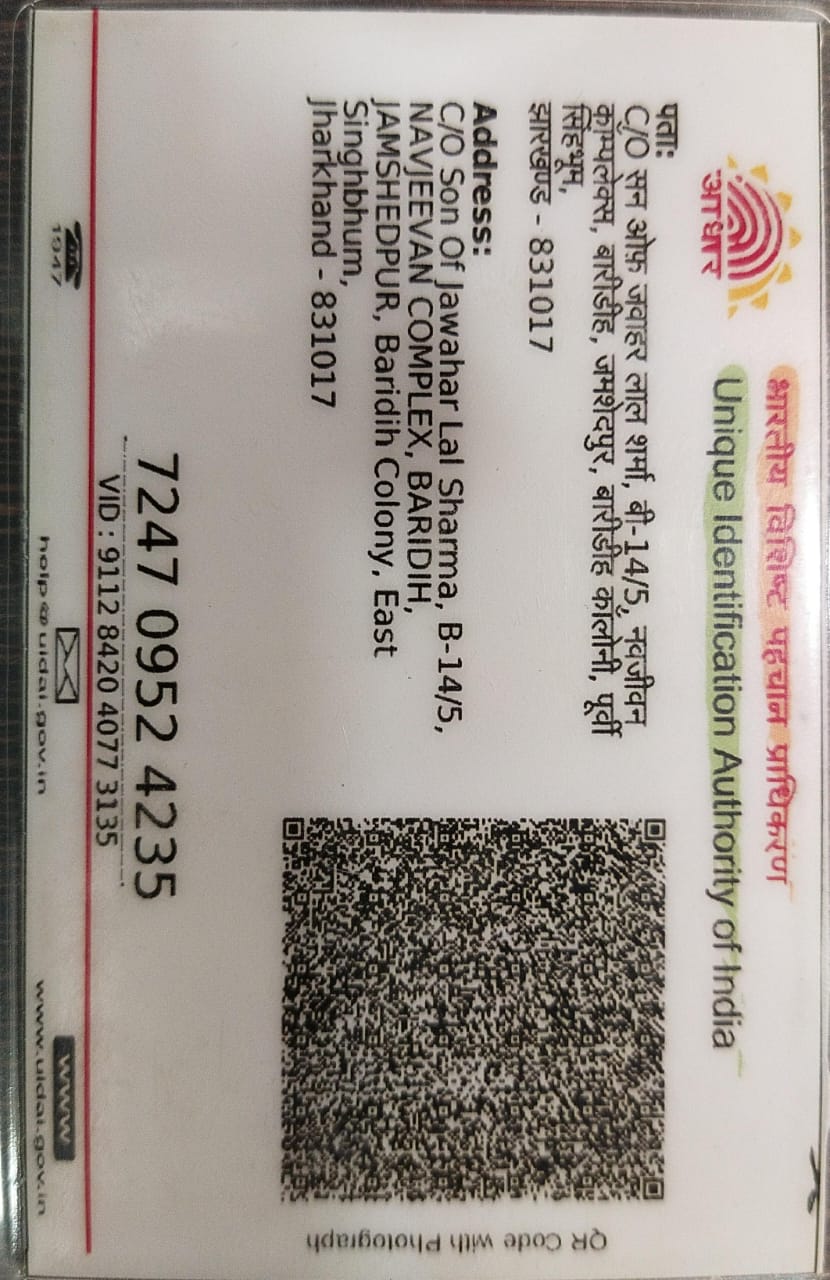 भारतीय विशिष्ट पहचान प्राधिकरण
Unique Identification Authority of India
आधार
पता:
C/O सन ओफ़ जवाहर लाल शर्मा, बी-14/5, नवजीवन
कॉम्पलेक्स, बारीडीह, जमशेदपुर, बारीडीह कालोनी, पूर्वी
सिंहभूम,
झारखण्ड - 831017
Address:
C/O Son Of Jawahar Lal Sharma, B-14/5,
NAVJEEVAN COMPLEX, BARIDIH,
JAMSHEDPUR, Baridih Colony, East
Singhbhum,
Jharkhand - 831017
QR Code with Photograph
7247 0952 4235
VID : 9112 8420 4077 3135
1947
help@uidai.gov.in
www
www.uidai.gov.in